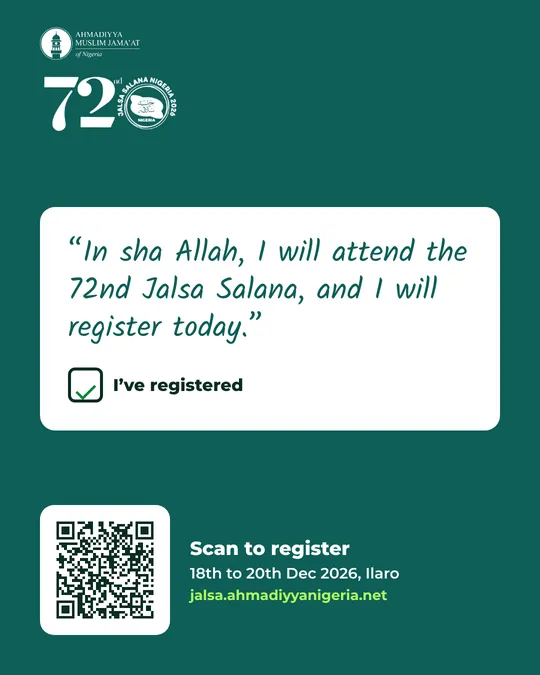 AHMADIYYA
MUSLIM JAMA'AT
of Nigeria
72nd
JALSA SALANA NIGERIA 2026
NIGERIA
“In sha Allah, I will attend the
72nd Jalsa Salana, and I will
register today.”
I’ve registered
Scan to register
18th to 20th Dec 2026, Ilaro
jalsa.ahmadiyyanigeria.net